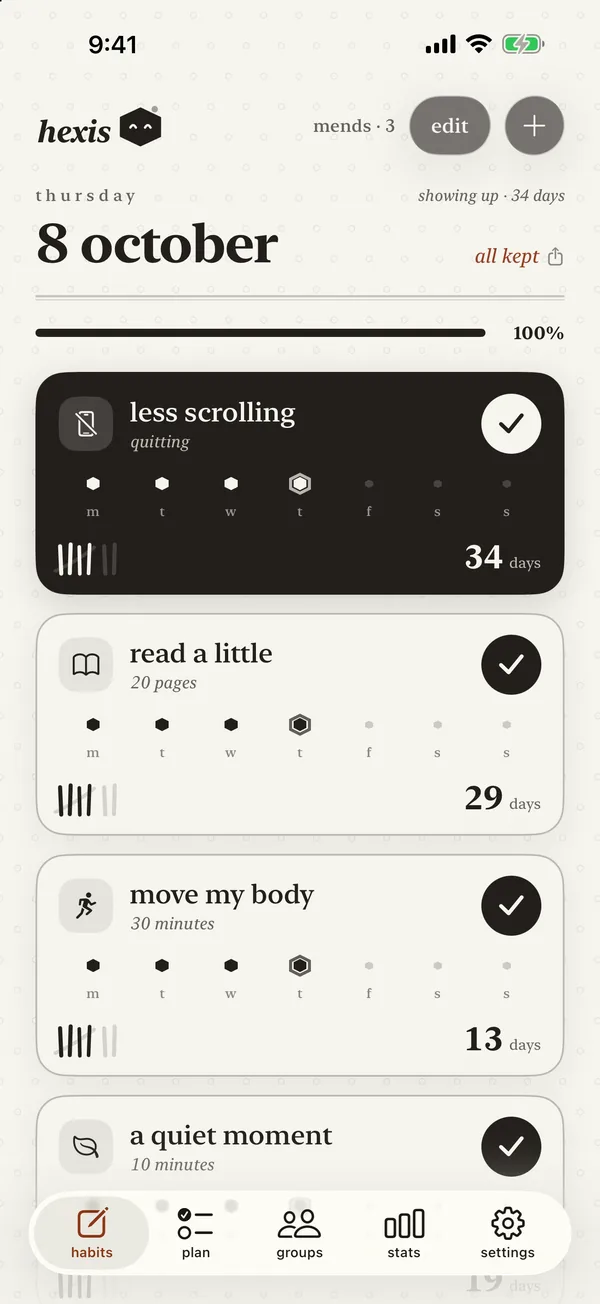 9:41
hexis
mends · 3
edit
thursday
showing up · 34 days
8 october
all kept
100%
less scrolling
quitting
m t w t f s s
34 days
read a little
20 pages
m t w t f s s
29 days
move my body
30 minutes
m t w t f s s
13 days
a quiet moment
10 minutes
19 days
habits
plan
groups
stats
settings